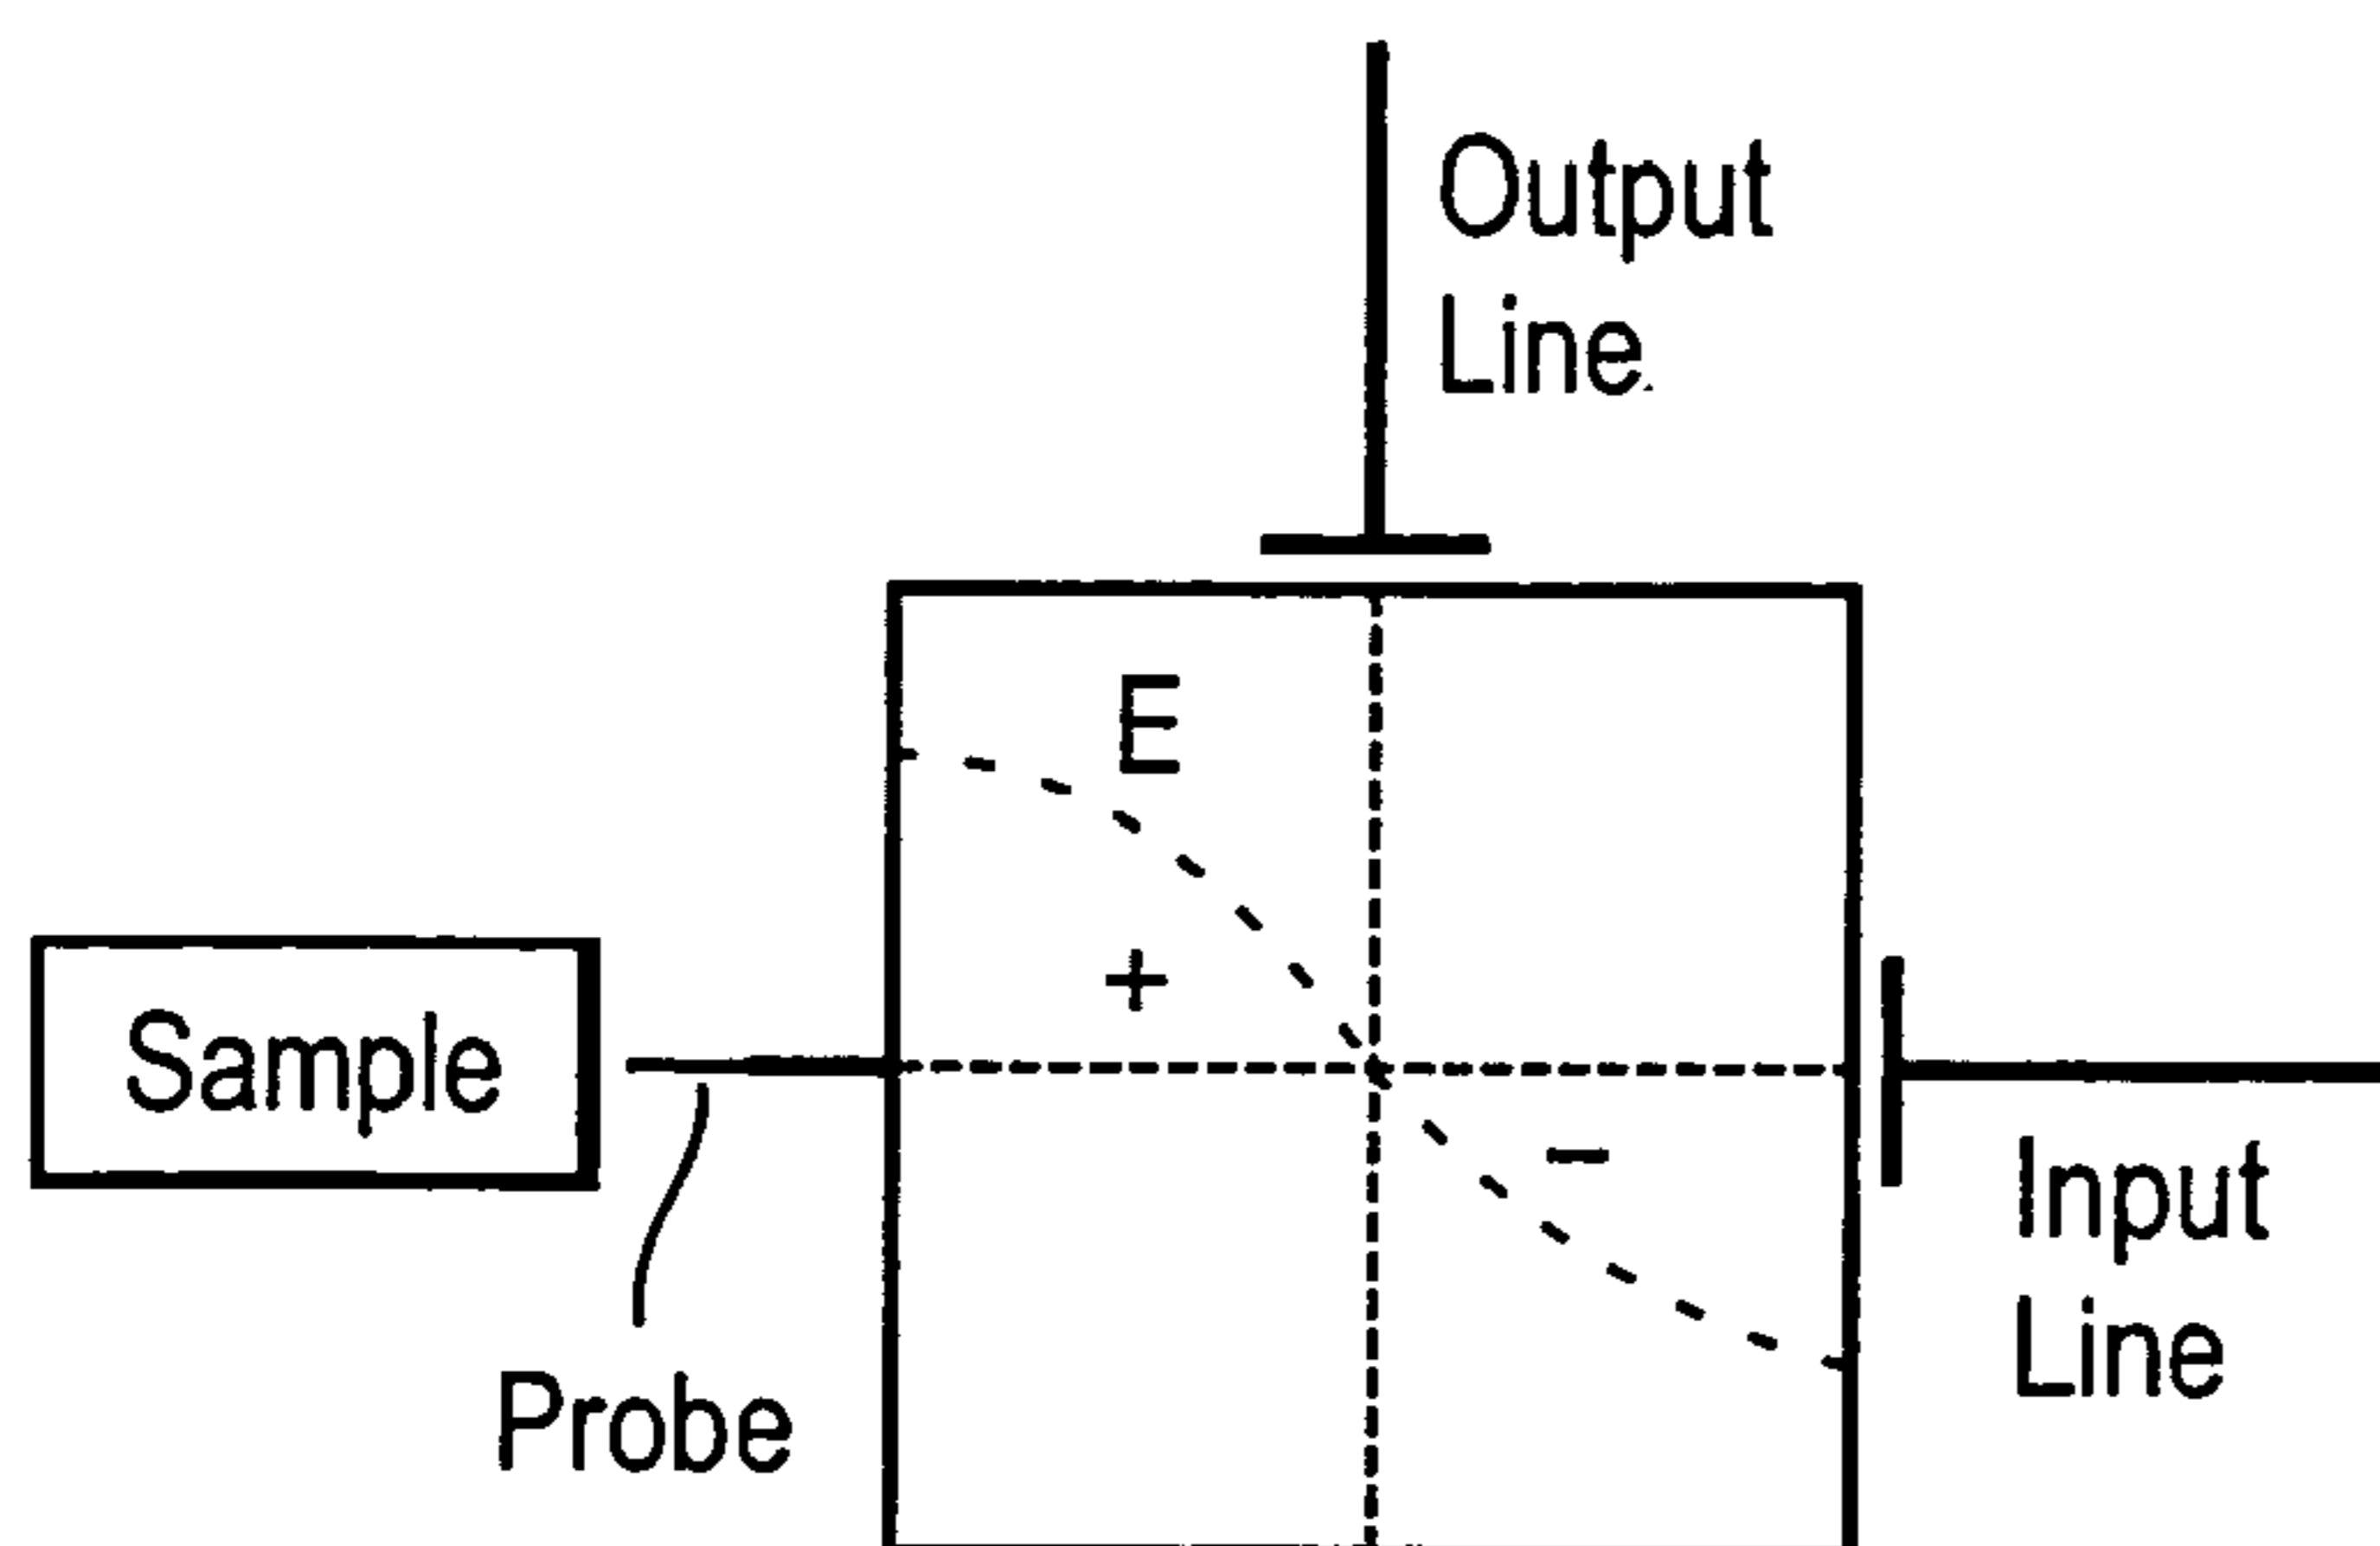 Output
Line
E
+
Sample
−
Input
Line
Probe